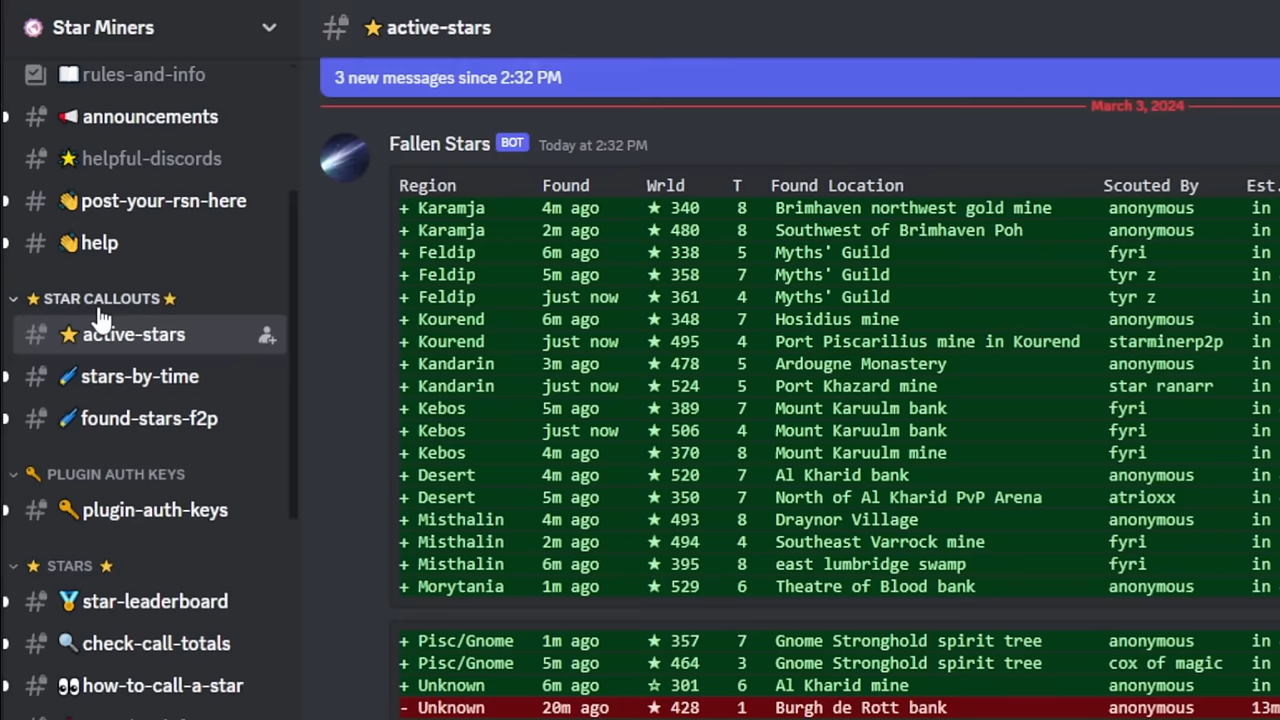 Star Miners
rules-and-info
announcements
helpful-discords
post-your-rsn-here
help
STAR CALLOUTS
active-stars
stars-by-time
found-stars-f2p
PLUGIN AUTH KEYS
plugin-auth-keys
STARS
star-leaderboard
check-call-totals
how-to-call-a-star
active-stars
3 new messages since 2:32 PM
March 3, 2024
Fallen Stars BOT Today at 2:32 PM
Region Found Wrld T Found Location Scouted By Est.
+ Karamja 4m ago ★ 340 8 Brimhaven northwest gold mine anonymous in
+ Karamja 2m ago ★ 480 8 Southwest of Brimhaven Poh anonymous in
+ Feldip 6m ago ★ 338 5 Myths' Guild fyri in
+ Feldip 5m ago ★ 358 7 Myths' Guild tyr z in
+ Feldip just now ★ 361 4 Myths' Guild tyr z in
+ Kourend 6m ago ★ 348 7 Hosidius mine anonymous in
+ Kourend just now ★ 495 4 Port Piscarilius mine in Kourend starminerp2p in
+ Kandarin 3m ago ★ 478 5 Ardougne Monastery anonymous in
+ Kandarin just now ★ 524 5 Port Khazard mine star ranarr in
+ Kebos 5m ago ★ 389 7 Mount Karuulm bank fyri in
+ Kebos just now ★ 506 4 Mount Karuulm bank fyri in
+ Kebos 4m ago ★ 370 8 Mount Karuulm mine fyri in
+ Desert 4m ago ★ 520 7 Al Kharid bank anonymous in
+ Desert 5m ago ★ 350 7 North of Al Kharid PvP Arena atrioxx in
+ Misthalin 4m ago ★ 493 8 Draynor Village anonymous in
+ Misthalin 2m ago ★ 494 4 Southeast Varrock mine fyri in
+ Misthalin 6m ago ★ 395 8 east lumbridge swamp fyri in
+ Morytania 1m ago ★ 529 6 Theatre of Blood bank anonymous in
+ Pisc/Gnome 1m ago ★ 357 7 Gnome Stronghold spirit tree anonymous in
+ Pisc/Gnome 5m ago ★ 464 3 Gnome Stronghold spirit tree cox of magic in
+ Unknown 6m ago ☆ 301 6 Al Kharid mine anonymous in
- Unknown 20m ago ★ 428 1 Burgh de Rott bank anonymous 13m